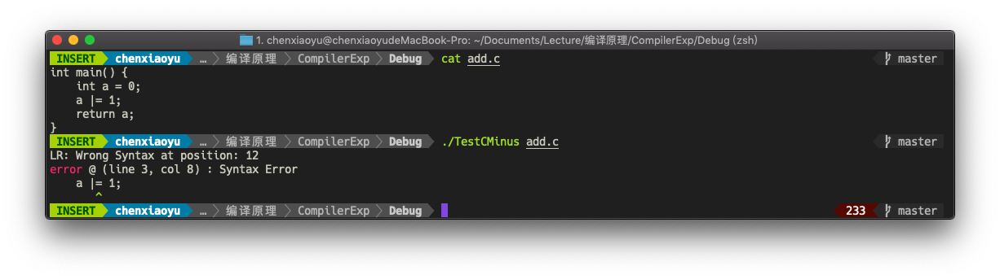 1. chenxiaoyu@chenxiaoyudeMacBook-Pro: ~/Documents/Lecture/编译原理/CompilerExp/Debug (zsh)
INSERT chenxiaoyu … 编译原理 CompilerExp Debug cat add.c master
int main() {
    int a = 0;
    a |= 1;
    return a;
}
INSERT chenxiaoyu … 编译原理 CompilerExp Debug ./TestCMinus add.c master
LR: Wrong Syntax at position: 12
error @ (line 3, col 8) : Syntax Error
    a |= 1;
       ^
INSERT chenxiaoyu … 编译原理 CompilerExp Debug 233 master